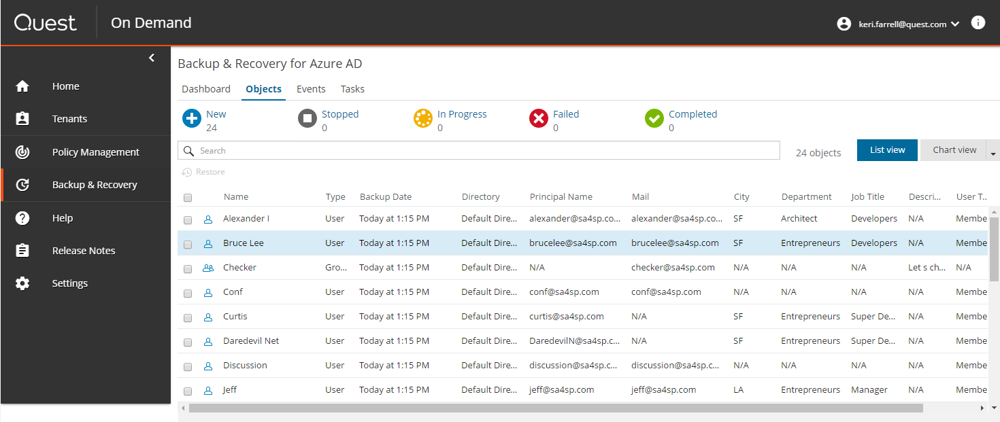 Quest On Demand keri.farrell@quest.com
Home
Tenants
Policy Management
Backup & Recovery
Help
Release Notes
Settings
Backup & Recovery for Azure AD
Dashboard Objects Events Tasks
New Stopped In Progress Failed Completed
24 0 0 0 0
Search 24 objects List view Chart view
Restore
Name Type Backup Date Directory Principal Name Mail City Department Job Title Descri... User T...
Alexander I User Today at 1:15 PM Default Dire... alexander@sa4sp.co... alexander@sa4sp.co... SF Architect Developers N/A Membe
Bruce Lee User Today at 1:15 PM Default Dire... brucelee@sa4sp.com brucelee@sa4sp.com SF Entrepreneurs Developers N/A Membe
Checker Gro... Today at 1:15 PM Default Dire... N/A checker@sa4sp.com N/A N/A N/A Let s ch... N/A
Conf User Today at 1:15 PM Default Dire... conf@sa4sp.com conf@sa4sp.com N/A N/A N/A N/A Membe
Curtis User Today at 1:15 PM Default Dire... curtis@sa4sp.com N/A SF Entrepreneurs Super De... N/A Membe
Daredevil Net User Today at 1:15 PM Default Dire... DaredevilN@sa4sp.c... N/A SF Entrepreneurs Super De... N/A Membe
Discussion User Today at 1:15 PM Default Dire... discussion@sa4sp.c... discussion@sa4sp.c... N/A N/A N/A N/A Membe
Jeff User Today at 1:15 PM Default Dire... jeff@sa4sp.com jeff@sa4sp.com LA Entrepreneurs Manager N/A Membe